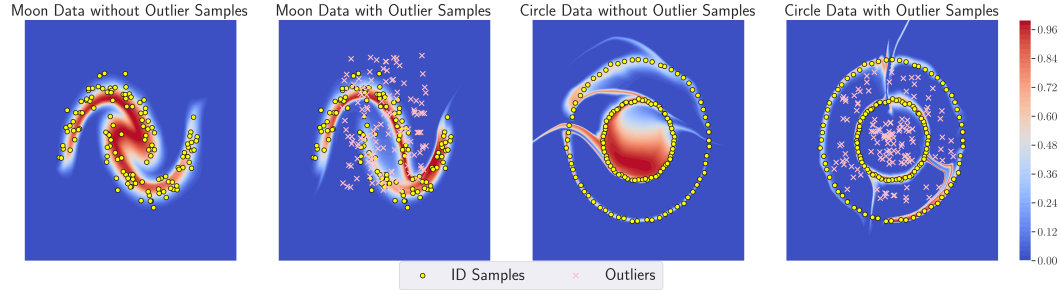 Moon Data without Outlier Samples
Moon Data with Outlier Samples
Circle Data without Outlier Samples
Circle Data with Outlier Samples
0.96
0.84
0.72
0.60
0.48
0.36
0.24
0.12
0.00
ID Samples
Outliers